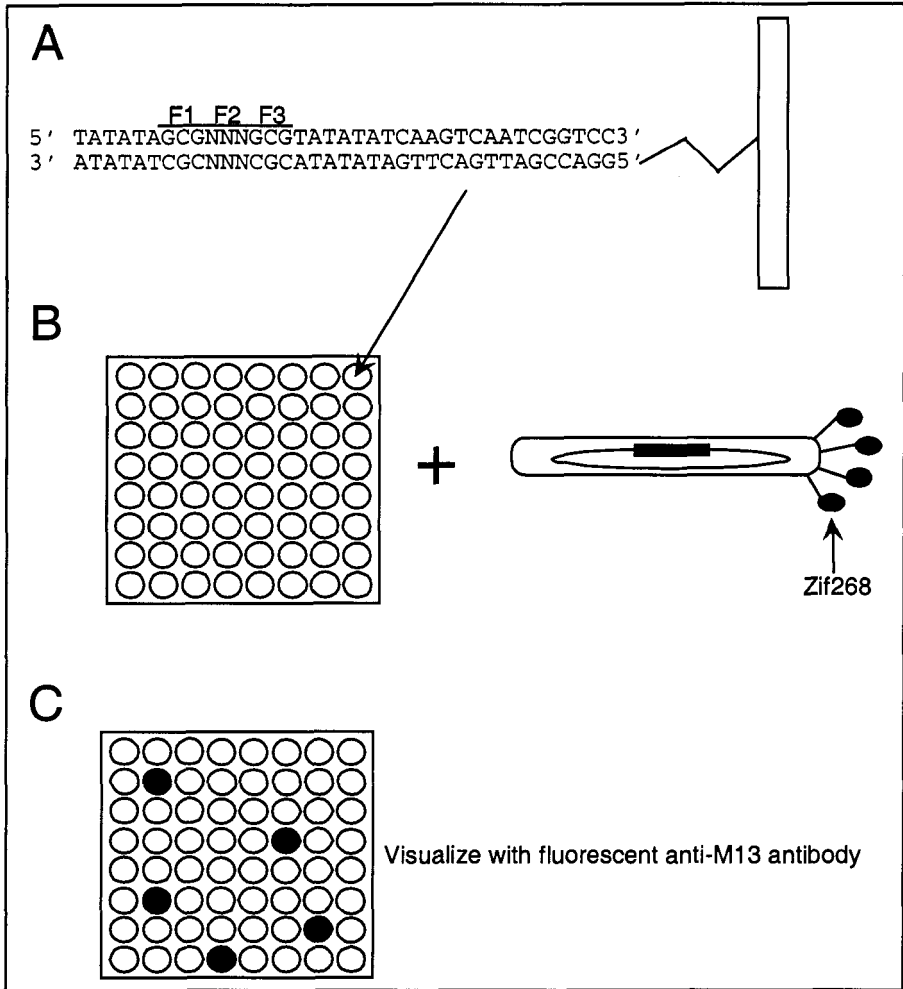 A
F1 F2 F3
5' TATATAGCGNNNGCGTATATATCAAGTCAATCGGTCC3'
3' ATATATCGCNNNCGCATATATAGTTCAGTTAGCCAGG5'
B
+
Zif268
C
Visualize with fluorescent anti-M13 antibody